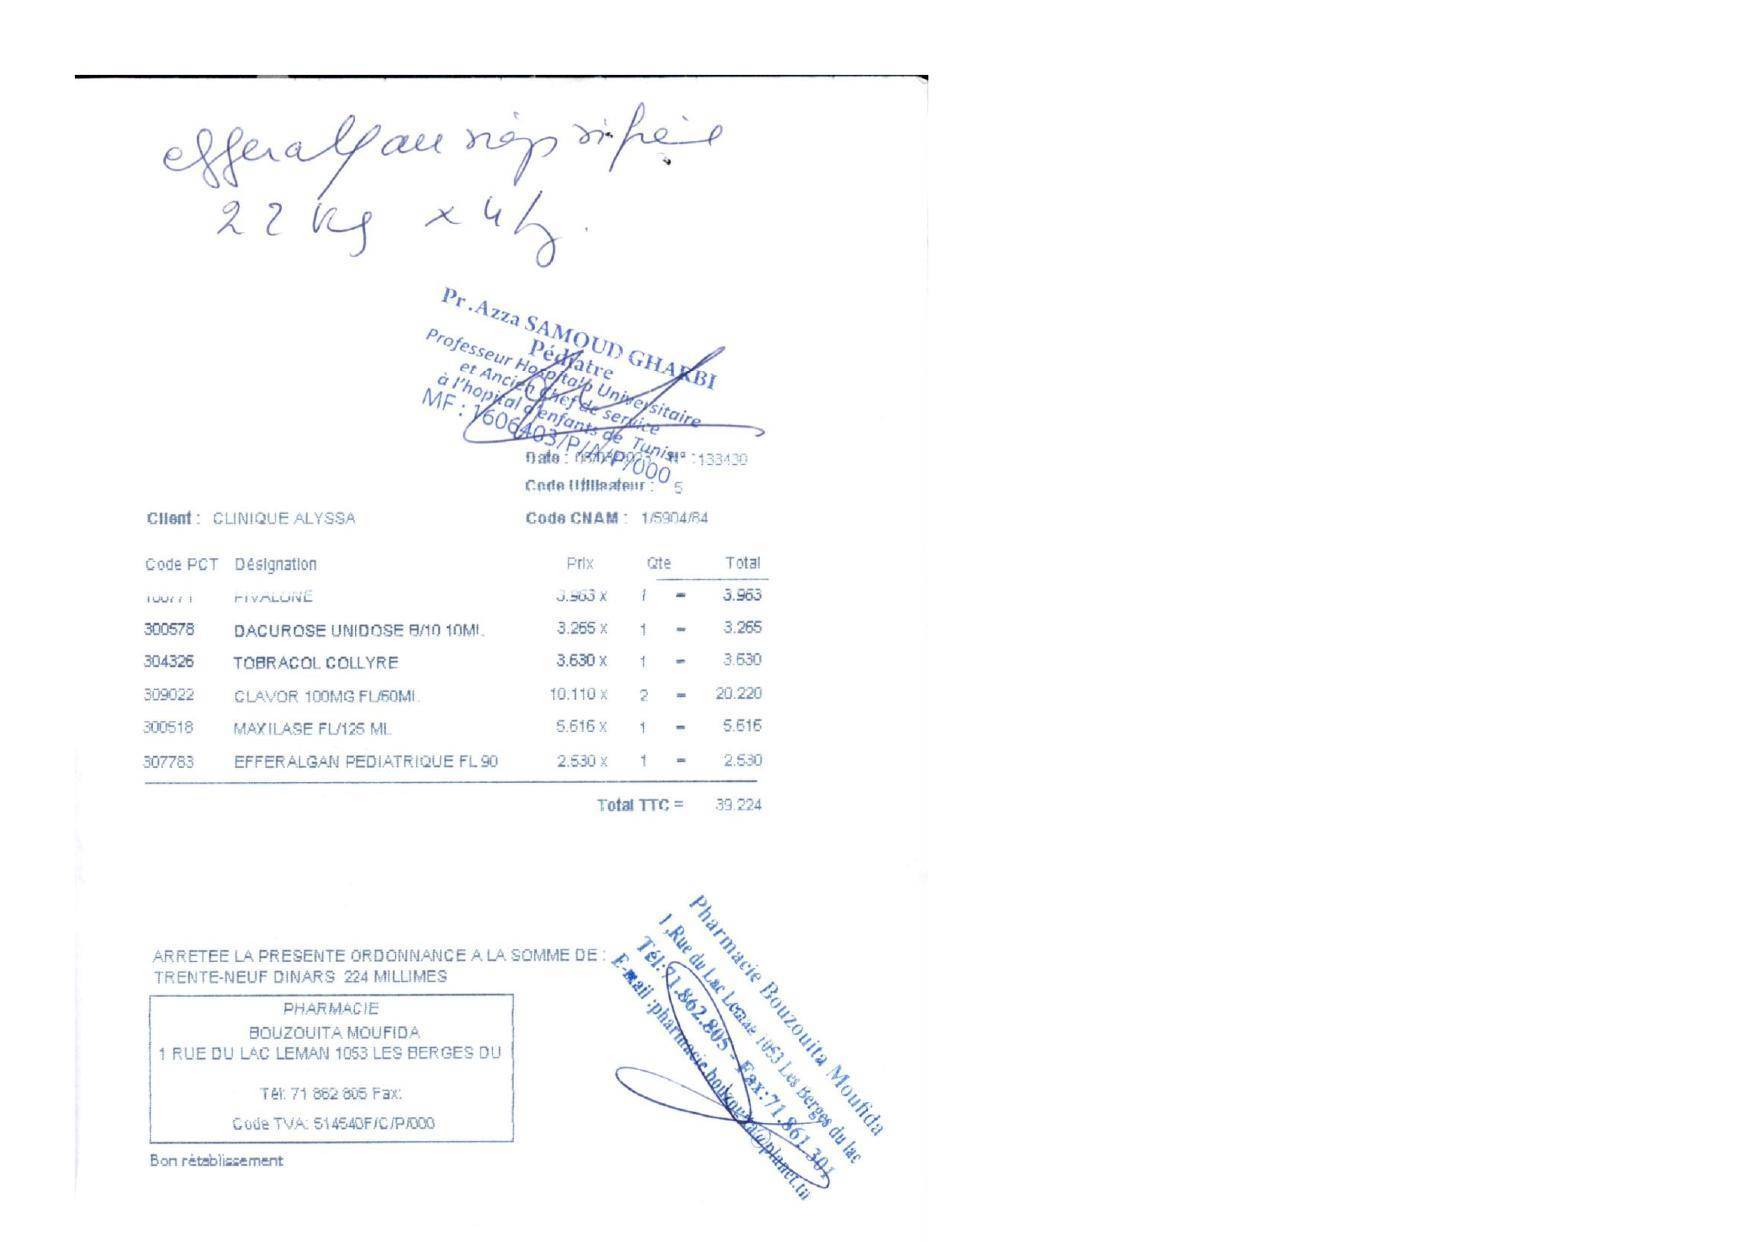 efferalgan sirop si fièvre
22 kg x 4/j.
Pr .Azza SAMOUD GHARBI
Pédiatre
Professeur Hospitalo Universitaire
et Ancien Chef de service
à l'hopital d'enfants de Tunis
MF : 1606403/P/N/P/000
Date : N° : 133430
Code Utilisateur : 5
Client : CLINIQUE ALYSSA Code CNAM : 1/5904/84
Code PCT Désignation Prix Qte Total
PIVALONE 3.963 x 1 = 3.963
300578 DACUROSE UNIDOSE B/10 10ML 3.265 x 1 = 3.265
304326 TOBRACOL COLLYRE 3.630 x 1 = 3.630
309022 CLAVOR 100MG FL/60ML 10.110 x 2 = 20.220
300518 MAXILASE FL/125 ML 5.616 x 1 = 5.616
307783 EFFERALGAN PEDIATRIQUE FL 90 2.530 x 1 = 2.530
Total TTC = 39.224
ARRETEE LA PRESENTE ORDONNANCE A LA SOMME DE :
TRENTE-NEUF DINARS 224 MILLIMES
PHARMACIE
BOUZOUITA MOUFIDA
1 RUE DU LAC LEMAN 1053 LES BERGES DU
Tél: 71 862 805 Fax:
Code TVA: 514540F/C/P/000
Bon rétablissement
Pharmacie Bouzouita Moufida
1 ,Rue du Lac Leman 1053 Les Berges du lac
Tél:71.862.805 - Fax:71.861.301
E-mail :pharmacie.bouzouita@planet.tn